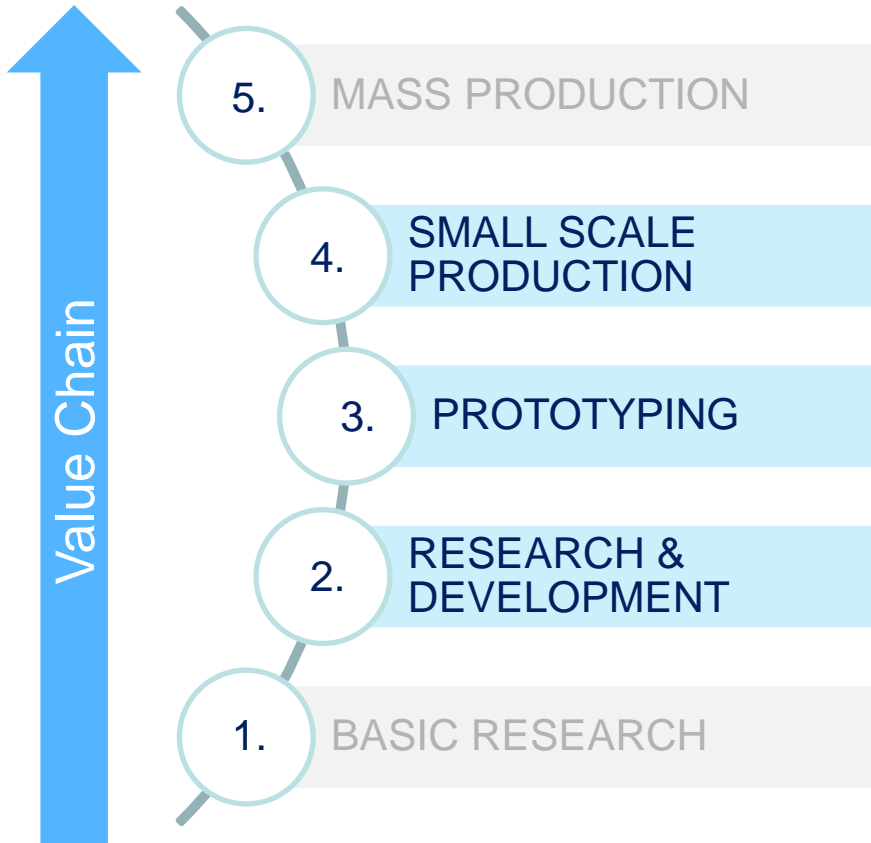 Value Chain
5.
MASS PRODUCTION
4.
SMALL SCALE
PRODUCTION
3.
PROTOTYPING
2.
RESEARCH &
DEVELOPMENT
1.
BASIC RESEARCH